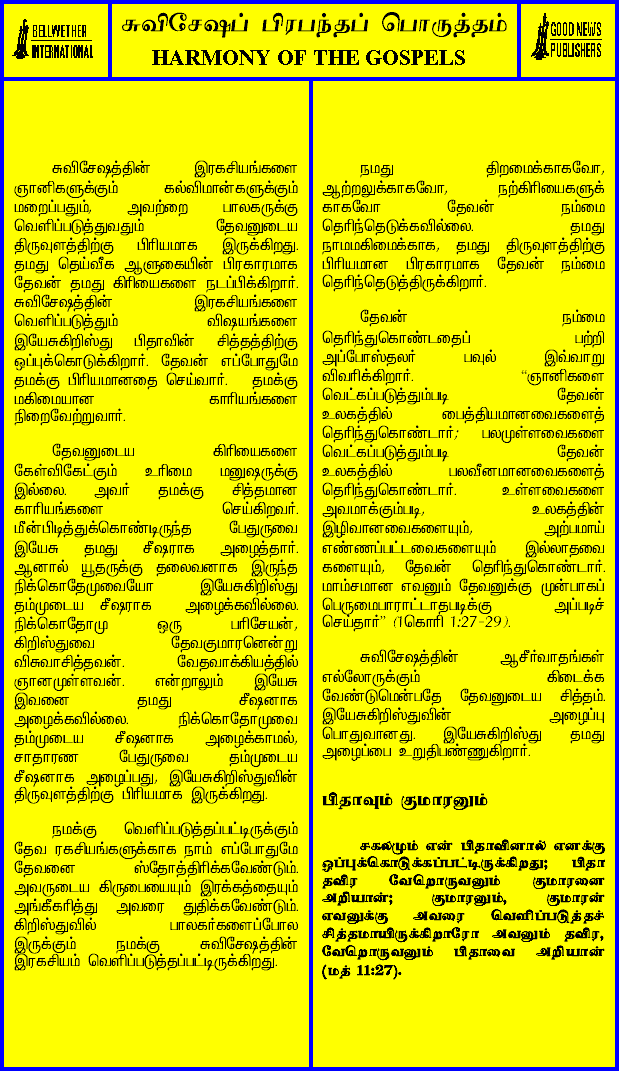 BELLWETHER
INTERNATIONAL
சுவிசேஷப் பிரபந்தப் பொருத்தம்
HARMONY OF THE GOSPELS
GOOD NEWS
PUBLISHERS
சுவிசேஷத்தின் இரகசியங்களை
ஞானிகளுக்கும் கல்விமான்களுக்கும்
மறைப்பதும், அவற்றை பாலகருக்கு
வெளிப்படுத்துவதும் தேவனுடைய
திருவுளத்திற்கு பிரியமாக இருக்கிறது.
தமது தெய்வீக ஆளுகையின் பிரகாரமாக
தேவன் தமது கிரியைகளை நடப்பிக்கிறார்.
சுவிசேஷத்தின் இரகசியங்களை
வெளிப்படுத்தும் விஷயங்களை
இயேசுகிறிஸ்து பிதாவின் சித்தத்திற்கு
ஒப்புக்கொடுக்கிறார். தேவன் எப்போதுமே
தமக்கு பிரியமானதை செய்வார். தமக்கு
மகிமையான காரியங்களை
நிறைவேற்றுவார்.
தேவனுடைய கிரியைகளை
கேள்விகேட்கும் உரிமை மனுஷருக்கு
இல்லை. அவர் தமக்கு சித்தமான
காரியங்களை செய்கிறவர்.
மீன்பிடித்துக்கொண்டிருந்த பேதுருவை
இயேசு தமது சீஷராக அழைத்தார்.
ஆனால் யூதருக்கு தலைவனாக இருந்த
நிக்கொதேமுவையோ இயேசுகிறிஸ்து
தம்முடைய சீஷராக அழைக்கவில்லை.
நிக்கொதோமு ஒரு பரிசேயன்,
கிறிஸ்துவை தேவகுமாரனென்று
விசுவாசித்தவன். வேதவாக்கியத்தில்
ஞானமுள்ளவன். என்றாலும் இயேசு
இவனை தமது சீஷனாக
அழைக்கவில்லை. நிக்கொதோமுவை
தம்முடைய சீஷனாக அழைக்காமல்,
சாதாரண பேதுருவை தம்முடைய
சீஷனாக அழைப்பது, இயேசுகிறிஸ்துவின்
திருவுளத்திற்கு பிரியமாக இருக்கிறது.
நமக்கு வெளிப்படுத்தப்பட்டிருக்கும்
தேவ ரகசியங்களுக்காக நாம் எப்போதுமே
தேவனை ஸ்தோத்திரிக்கவேண்டும்.
அவருடைய கிருபையையும் இரக்கத்தையும்
அங்கீகரித்து அவரை துதிக்கவேண்டும்.
கிறிஸ்துவில் பாலகர்களைப்போல
இருக்கும் நமக்கு சுவிசேஷத்தின்
இரகசியம் வெளிப்படுத்தப்பட்டிருக்கிறது.
நமது திறமைக்காகவோ,
ஆற்றலுக்காகவோ, நற்கிரியைகளுக்
காகவோ தேவன் நம்மை
தெரிந்தெடுக்கவில்லை. தமது
நாமமகிமைக்காக, தமது திருவுளத்திற்கு
பிரியமான பிரகாரமாக தேவன் நம்மை
தெரிந்தெடுத்திருக்கிறார்.
தேவன் நம்மை
தெரிந்துகொண்டதைப் பற்றி
அப்போஸ்தலர் பவுல் இவ்வாறு
விவரிக்கிறார். “ஞானிகளை
வெட்கப்படுத்தும்படி தேவன்
உலகத்தில் பைத்தியமானவைகளைத்
தெரிந்துகொண்டார்; பலமுள்ளவைகளை
வெட்கப்படுத்தும்படி தேவன்
உலகத்தில் பலவீனமானவைகளைத்
தெரிந்துகொண்டார். உள்ளவைகளை
அவமாக்கும்படி, உலகத்தின்
இழிவானவைகளையும், அற்பமாய்
எண்ணப்பட்டவைகளையும் இல்லாதவை
களையும், தேவன் தெரிந்துகொண்டார்.
மாம்சமான எவனும் தேவனுக்கு முன்பாகப்
பெருமைபாராட்டாதபடிக்கு அப்படிச்
செய்தார்” (1கொரி 1:27-29).
சுவிசேஷத்தின் ஆசீர்வாதங்கள்
எல்லோருக்கும் கிடைக்க
வேண்டுமென்பதே தேவனுடைய சித்தம்.
இயேசுகிறிஸ்துவின் அழைப்பு
பொதுவானது. இயேசுகிறிஸ்து தமது
அழைப்பை உறுதிபண்ணுகிறார்.
பிதாவும் குமாரனும்
சகலமும் என் பிதாவினால் எனக்கு
ஒப்புக்கொடுக்கப்பட்டிருக்கிறது; பிதா
தவிர வேறொருவனும் குமாரனை
அறியான்; குமாரனும், குமாரன்
எவனுக்கு அவரை வெளிப்படுத்தச்
சித்தமாயிருக்கிறாரோ அவனும் தவிர,
வேறொருவனும் பிதாவை அறியான்
(மத் 11:27).